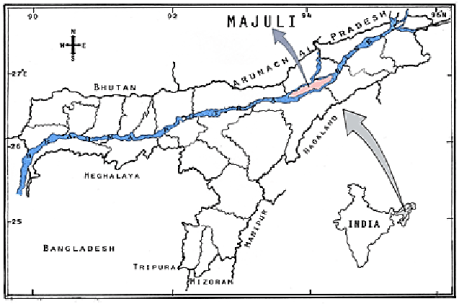 90 92 94 96N
MAJULI
ARUNACHAL PRADESH
N
W E
S
27°E
BHUTAN
26
NAGALAND
MEGHALAYA
25
MANIPUR
INDIA
BANGLADESH
TRIPURA
MIZORAM